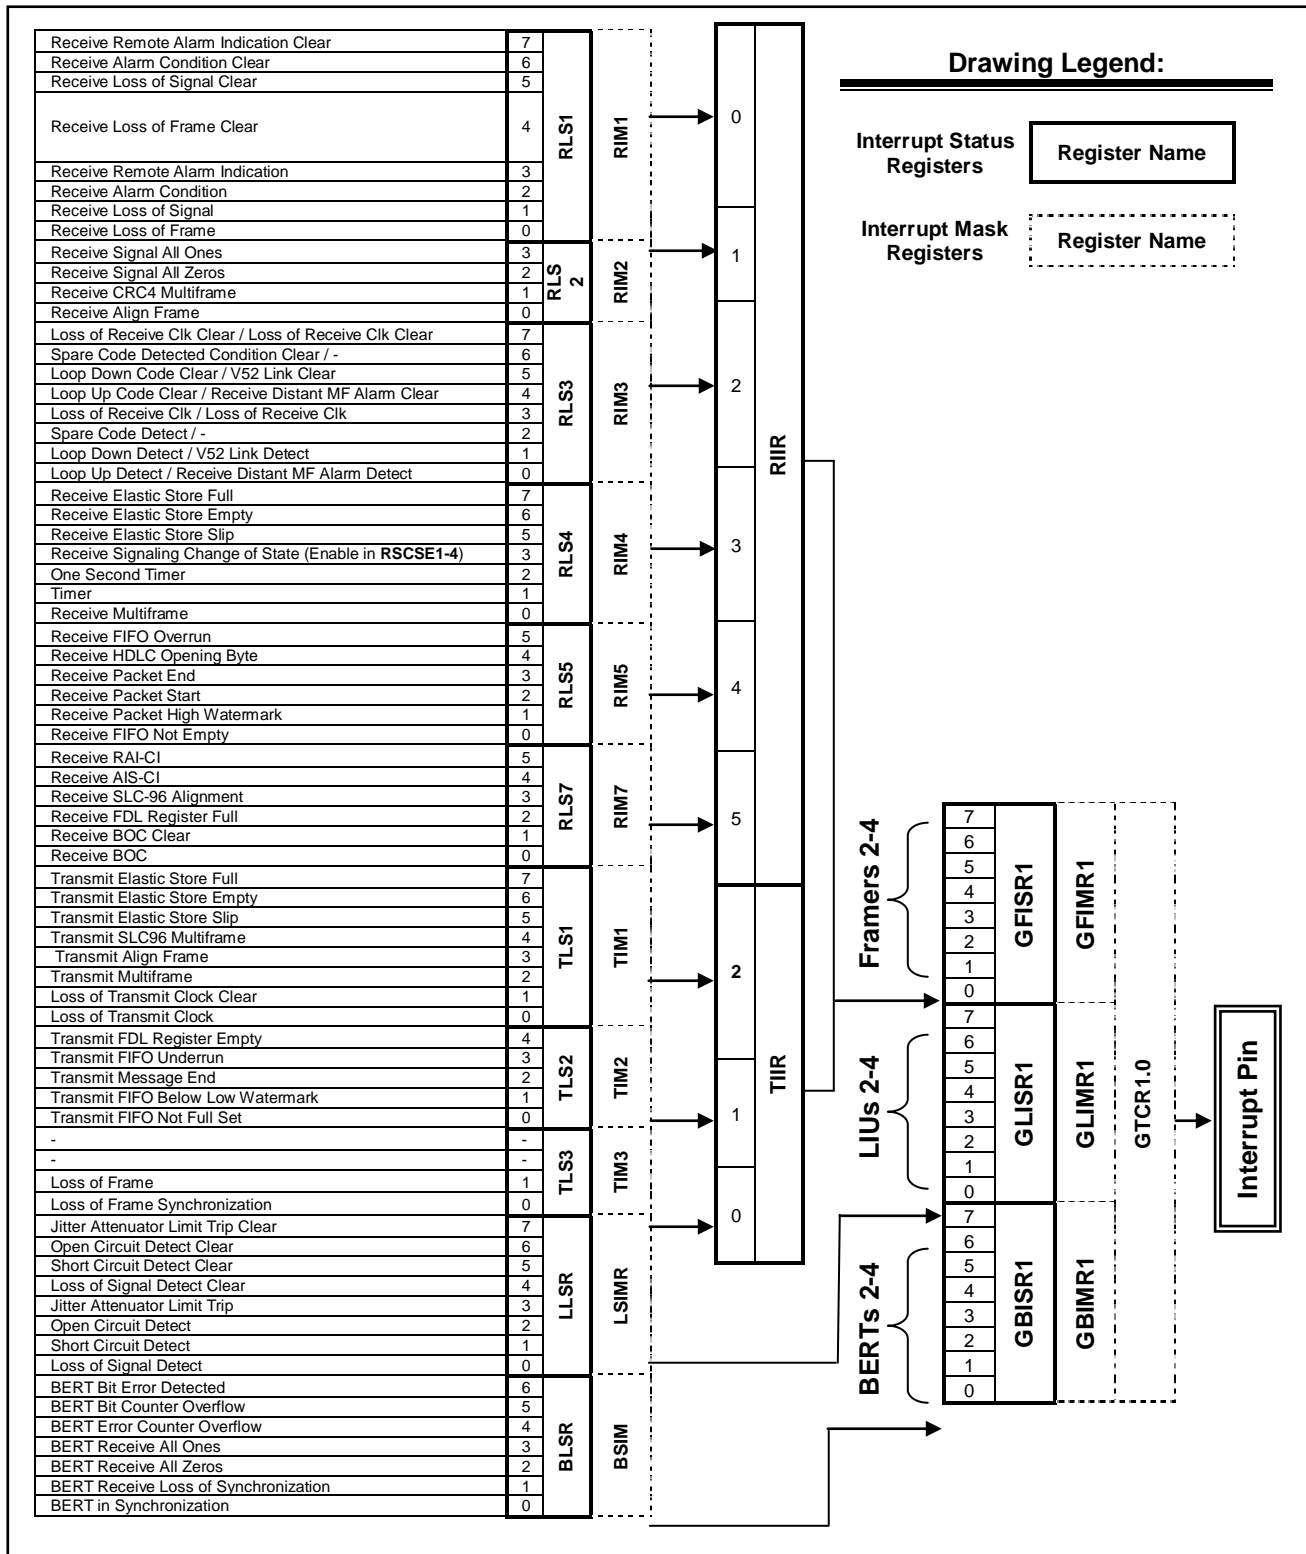 Drawing Legend:
Interrupt Status Registers
Register Name
Interrupt Mask Registers
Register Name
Receive Remote Alarm Indication Clear 7
Receive Alarm Condition Clear 6
Receive Loss of Signal Clear 5
Receive Loss of Frame Clear 4
Receive Remote Alarm Indication 3
Receive Alarm Condition 2
Receive Loss of Signal 1
Receive Loss of Frame 0
RLS1
RIM1
Receive Signal All Ones 3
Receive Signal All Zeros 2
Receive CRC4 Multiframe 1
Receive Align Frame 0
RLS 2
RIM2
Loss of Receive Clk Clear / Loss of Receive Clk Clear 7
Spare Code Detected Condition Clear / - 6
Loop Down Code Clear / V52 Link Clear 5
Loop Up Code Clear / Receive Distant MF Alarm Clear 4
Loss of Receive Clk / Loss of Receive Clk 3
Spare Code Detect / - 2
Loop Down Detect / V52 Link Detect 1
Loop Up Detect / Receive Distant MF Alarm Detect 0
RLS3
RIM3
Receive Elastic Store Full 7
Receive Elastic Store Empty 6
Receive Elastic Store Slip 5
Receive Signaling Change of State (Enable in RSCSE1-4) 3
One Second Timer 2
Timer 1
Receive Multiframe 0
RLS4
RIM4
Receive FIFO Overrun 5
Receive HDLC Opening Byte 4
Receive Packet End 3
Receive Packet Start 2
Receive Packet High Watermark 1
Receive FIFO Not Empty 0
RLS5
RIM5
Receive RAI-CI 5
Receive AIS-CI 4
Receive SLC-96 Alignment 3
Receive FDL Register Full 2
Receive BOC Clear 1
Receive BOC 0
RLS7
RIM7
Transmit Elastic Store Full 7
Transmit Elastic Store Empty 6
Transmit Elastic Store Slip 5
Transmit SLC96 Multiframe 4
Transmit Align Frame 3
Transmit Multiframe 2
Loss of Transmit Clock Clear 1
Loss of Transmit Clock 0
TLS1
TIM1
Transmit FDL Register Empty 4
Transmit FIFO Underrun 3
Transmit Message End 2
Transmit FIFO Below Low Watermark 1
Transmit FIFO Not Full Set 0
TLS2
TIM2
- -
- -
Loss of Frame 1
Loss of Frame Synchronization 0
TLS3
TIM3
Jitter Attenuator Limit Trip Clear 7
Open Circuit Detect Clear 6
Short Circuit Detect Clear 5
Loss of Signal Detect Clear 4
Jitter Attenuator Limit Trip 3
Open Circuit Detect 2
Short Circuit Detect 1
Loss of Signal Detect 0
LLSR
LSIMR
BERT Bit Error Detected 6
BERT Bit Counter Overflow 5
BERT Error Counter Overflow 4
BERT Receive All Ones 3
BERT Receive All Zeros 2
BERT Receive Loss of Synchronization 1
BERT in Synchronization 0
BLSR
BSIM
0
1
2
3
4
5
RIIR
2
1
0
TIIR
Framers 2-4
7
6
5
4
3
2
1
0
GFISR1
GFIMR1
LIUs 2-4
7
6
5
4
3
2
1
0
GLISR1
GLIMR1
BERTs 2-4
7
6
5
4
3
2
1
0
GBISR1
GBIMR1
GTCR1.0
Interrupt Pin